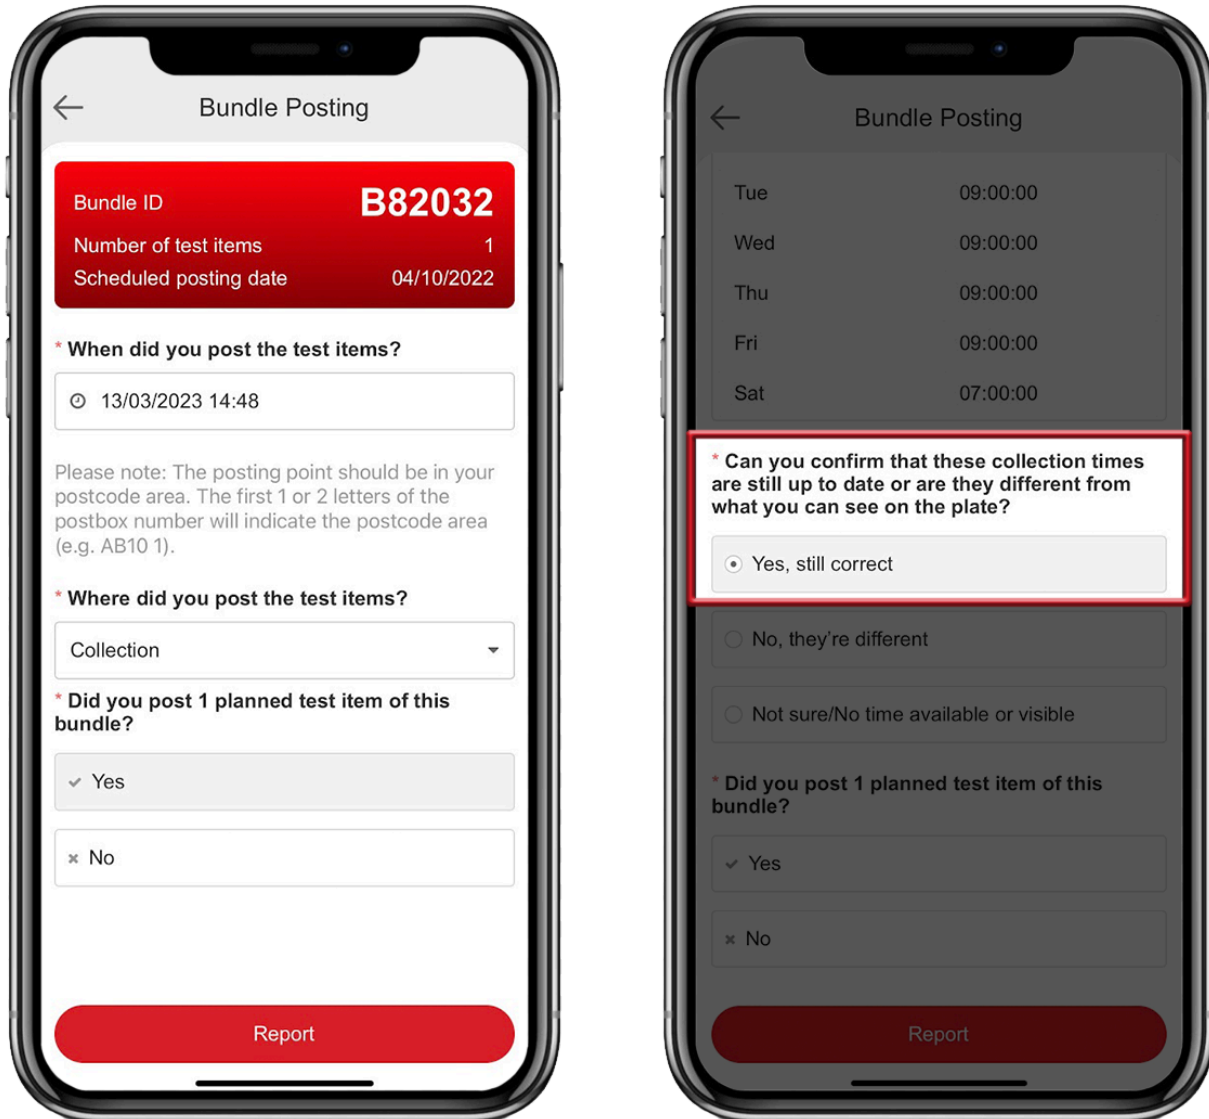 Bundle Posting
Bundle ID B82032
Number of test items 1
Scheduled posting date 04/10/2022
* When did you post the test items?
13/03/2023 14:48
Please note: The posting point should be in your
postcode area. The first 1 or 2 letters of the
postbox number will indicate the postcode area
(e.g. AB10 1).
* Where did you post the test items?
Collection
* Did you post 1 planned test item of this
bundle?
Yes
No
Report
Bundle Posting
Tue 09:00:00
Wed 09:00:00
Thu 09:00:00
Fri 09:00:00
Sat 07:00:00
* Can you confirm that these collection times
are still up to date or are they different from
what you can see on the plate?
Yes, still correct
No, they’re different
Not sure/No time available or visible
* Did you post 1 planned test item of this
bundle?
Yes
No
Report